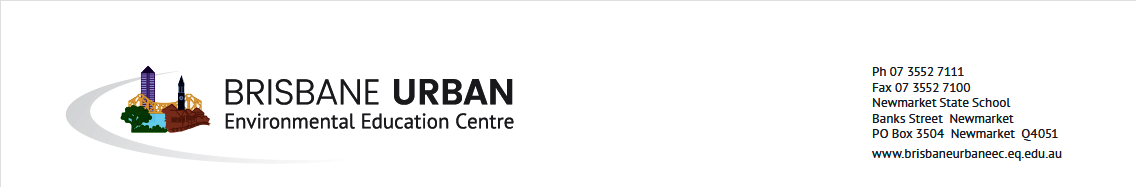 BRISBANE URBAN
Environmental Education Centre
Ph 07 3552 7111
Fax 07 3552 7100
Newmarket State School
Banks Street  Newmarket
PO Box 3504  Newmarket  Q4051
www.brisbaneurbaneec.eq.edu.au